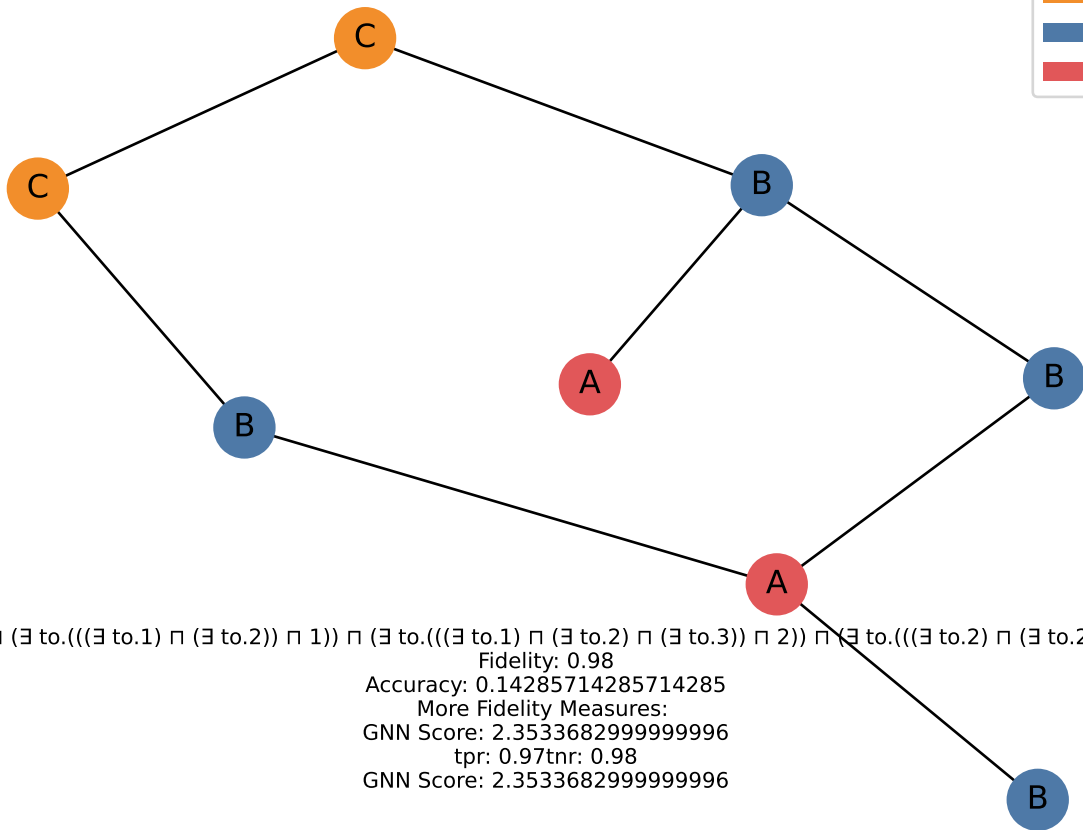 C
C
B
A
B
B
A
(∃ to.(((∃ to.1) ⊓ (∃ to.2)) ⊓ 1)) ⊓ (∃ to.(((∃ to.1) ⊓ (∃ to.2) ⊓ (∃ to.3)) ⊓ 2)) ⊓ (∃ to.(((∃ to.2) ⊓ (∃ to.2
Fidelity: 0.98
Accuracy: 0.14285714285714285
More Fidelity Measures:
GNN Score: 2.3533682999999996
tpr: 0.97tnr: 0.98
GNN Score: 2.3533682999999996
B